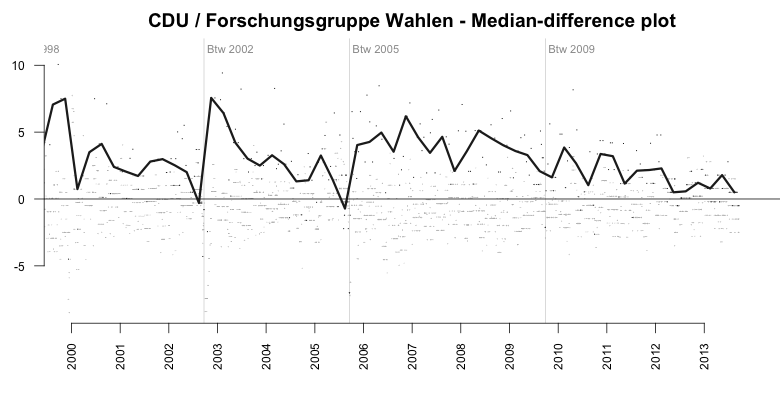 CDU / Forschungsgruppe Wahlen - Median-difference plot
998 Btw 2002 Btw 2005 Btw 2009
10
5
0
-5
2000 2001 2002 2003 2004 2005 2006 2007 2008 2009 2010 2011 2012 2013